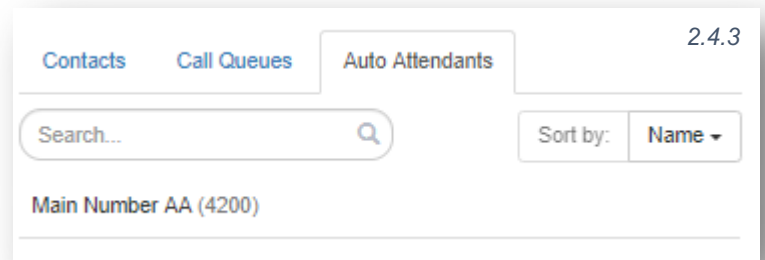 2.4.3
Contacts Call Queues Auto Attendants
Search... Sort by: Name
Main Number AA (4200)